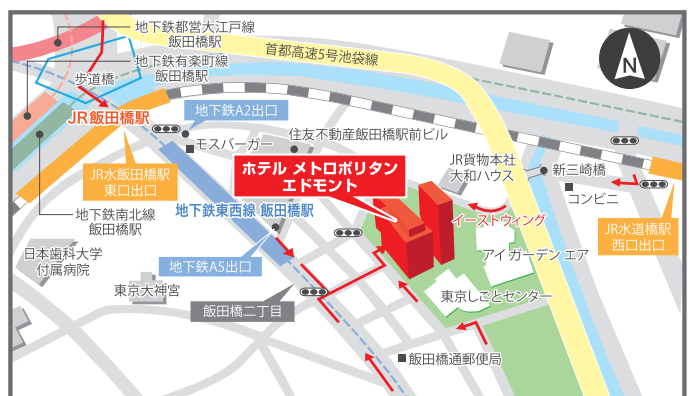 地下鉄都営大江戸線
飯田橋駅
首都高速5号池袋線
地下鉄有楽町線
飯田橋駅
歩道橋
N
JR飯田橋駅
地下鉄A2出口
モスバーガー
住友不動産飯田橋駅前ビル
ホテル メトロポリタン
エドモント
JR貨物本社
大和ハウス
新三崎橋
コンビニ
JR水飯田橋駅
東口出口
地下鉄東西線 飯田橋駅
イーストウィング
地下鉄南北線
飯田橋駅
JR水道橋駅
西口出口
日本歯科大学
付属病院
地下鉄A5出口
アイガーデン エア
東京大神宮
飯田橋二丁目
東京しごとセンター
飯田橋通郵便局